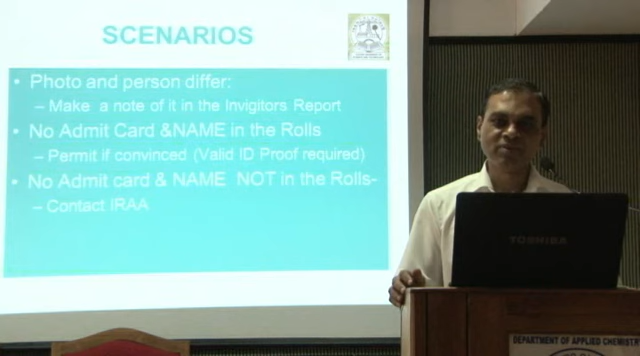 SCENARIOS
• Photo and person differ:
– Make a note of it in the Invigitors Report
• No Admit Card &NAME in the Rolls
– Permit if convinced (Valid ID Proof required)
• No Admit card & NAME NOT in the Rolls-
– Contact IRAA
TOSHIBA
DEPARTMENT OF APPLIED CHEMISTR